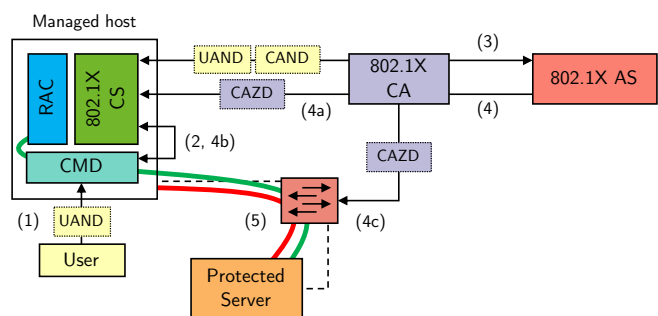 Managed host
RAC
802.1X
CS
UAND
CAND
802.1X
CA
(3)
802.1X AS
CAZD
(4a)
(4)
(2, 4b)
CMD
CAZD
(1)
UAND
(5)
(4c)
User
Protected
Server